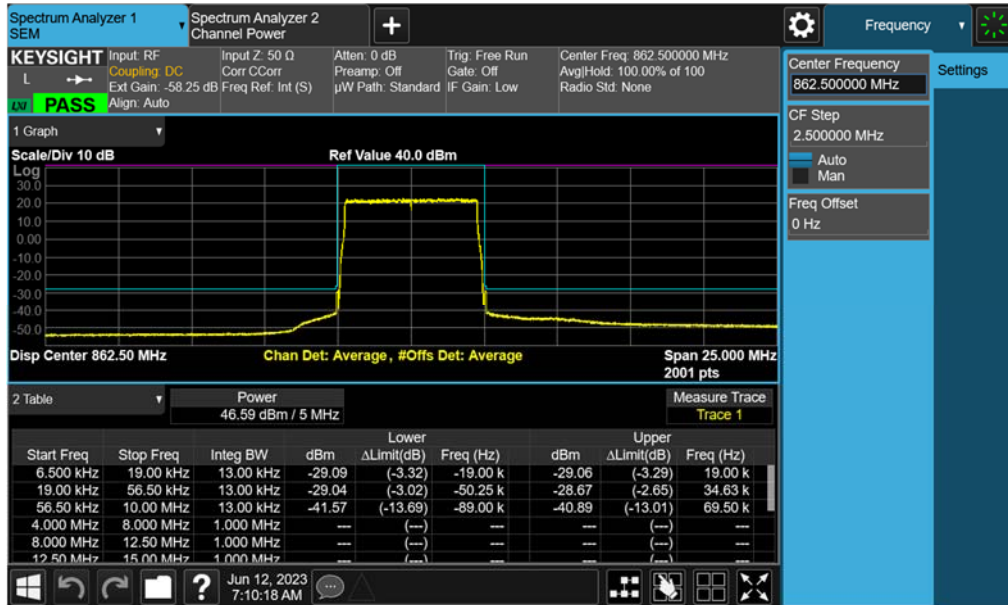 Spectrum Analyzer 1
SEM
Spectrum Analyzer 2
Channel Power
Frequency
KEYSIGHT
L
LXI
PASS
Input: RF
Coupling: DC
Ext Gain: -58.25 dB
Align: Auto
Input Z: 50 Ω
Corr CCorr
Freq Ref: Int (S)
Atten: 0 dB
Preamp: Off
µW Path: Standard
Trig: Free Run
Gate: Off
IF Gain: Low
Center Freq: 862.500000 MHz
Avg|Hold: 100.00% of 100
Radio Std: None
Center Frequency
862.500000 MHz
Settings
CF Step
2.500000 MHz
Auto
Man
Freq Offset
0 Hz
1 Graph
Scale/Div 10 dB
Ref Value 40.0 dBm
Log
30.0
20.0
10.0
0.00
-10.0
-20.0
-30.0
-40.0
-50.0
Disp Center 862.50 MHz
Chan Det: Average, #Offs Det: Average
Span 25.000 MHz
2001 pts
2 Table
Power
46.59 dBm / 5 MHz
Measure Trace
Trace 1
Lower Upper
Start Freq Stop Freq Integ BW dBm ΔLimit(dB) Freq (Hz) dBm ΔLimit(dB) Freq (Hz)
6.500 kHz 19.00 kHz 13.00 kHz -29.09 (-3.32) -19.00 k -29.06 (-3.29) 19.00 k
19.00 kHz 56.50 kHz 13.00 kHz -29.04 (-3.02) -50.25 k -28.67 (-2.65) 34.63 k
56.50 kHz 10.00 MHz 13.00 kHz -41.57 (-13.69) -89.00 k -40.89 (-13.01) 69.50 k
4.000 MHz 8.000 MHz 1.000 MHz --- (---) --- --- (---) ---
8.000 MHz 12.50 MHz 1.000 MHz --- (---) --- --- (---) ---
12.50 MHz 15.00 MHz 1.000 MHz --- (---) --- --- (---) ---
?
Jun 12, 2023
7:10:18 AM